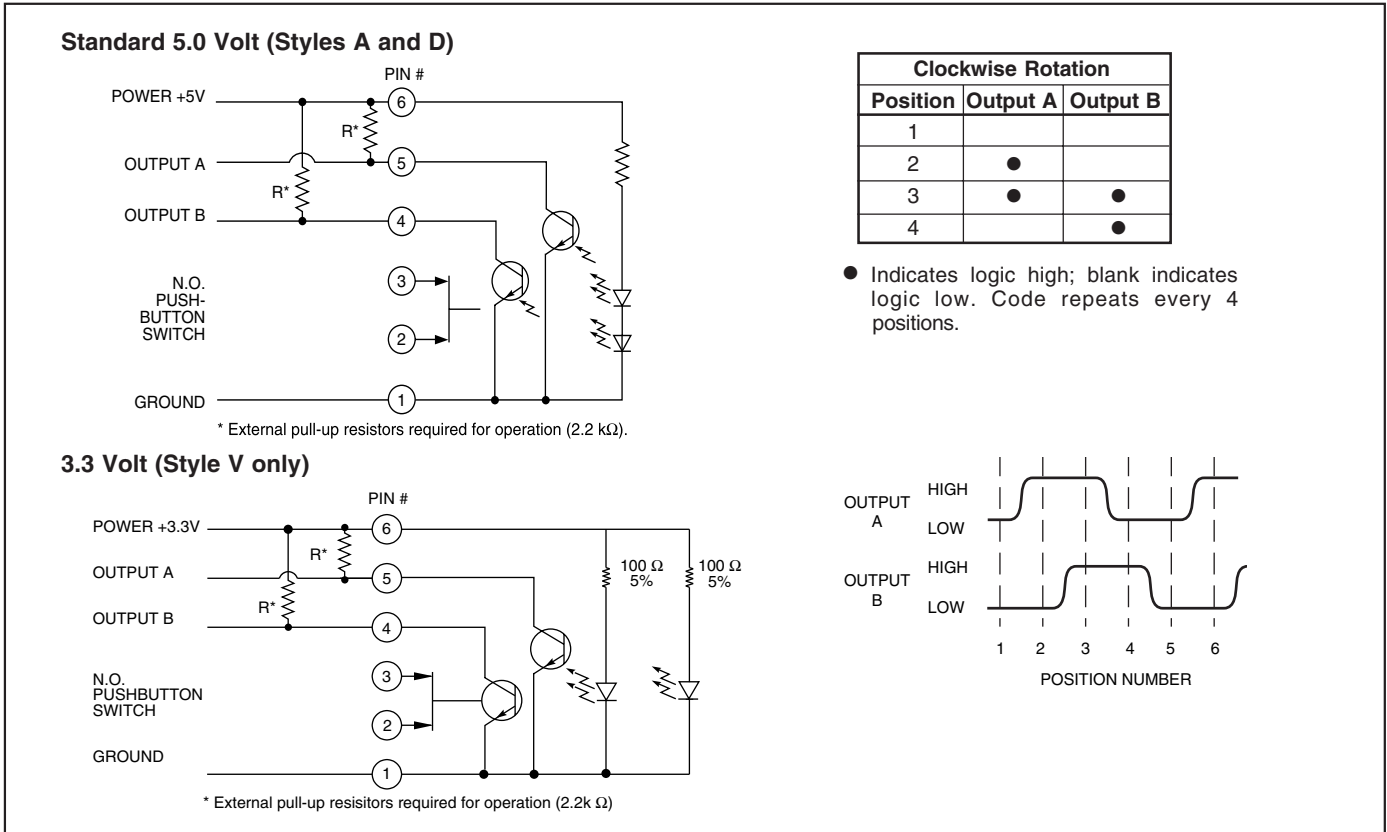 Standard 5.0 Volt (Styles A and D)
PIN #
POWER +5V
6
R*
OUTPUT A
5
R*
OUTPUT B
4
N.O.
PUSH-
BUTTON
SWITCH
3
2
GROUND
1
* External pull-up resistors required for operation (2.2 kΩ).
3.3 Volt (Style V only)
PIN #
POWER +3.3V
6
R*
100 Ω
5%
100 Ω
5%
OUTPUT A
5
R*
OUTPUT B
4
N.O.
PUSHBUTTON
SWITCH
3
2
GROUND
1
* External pull-up resisitors required for operation (2.2k Ω)
Clockwise Rotation
Position Output A Output B
1
2 ● 
3 ● ●
4 ●
● Indicates logic high; blank indicates
logic low. Code repeats every 4
positions.
OUTPUT
A
HIGH
LOW
OUTPUT
B
HIGH
LOW
1 2 3 4 5 6
POSITION NUMBER